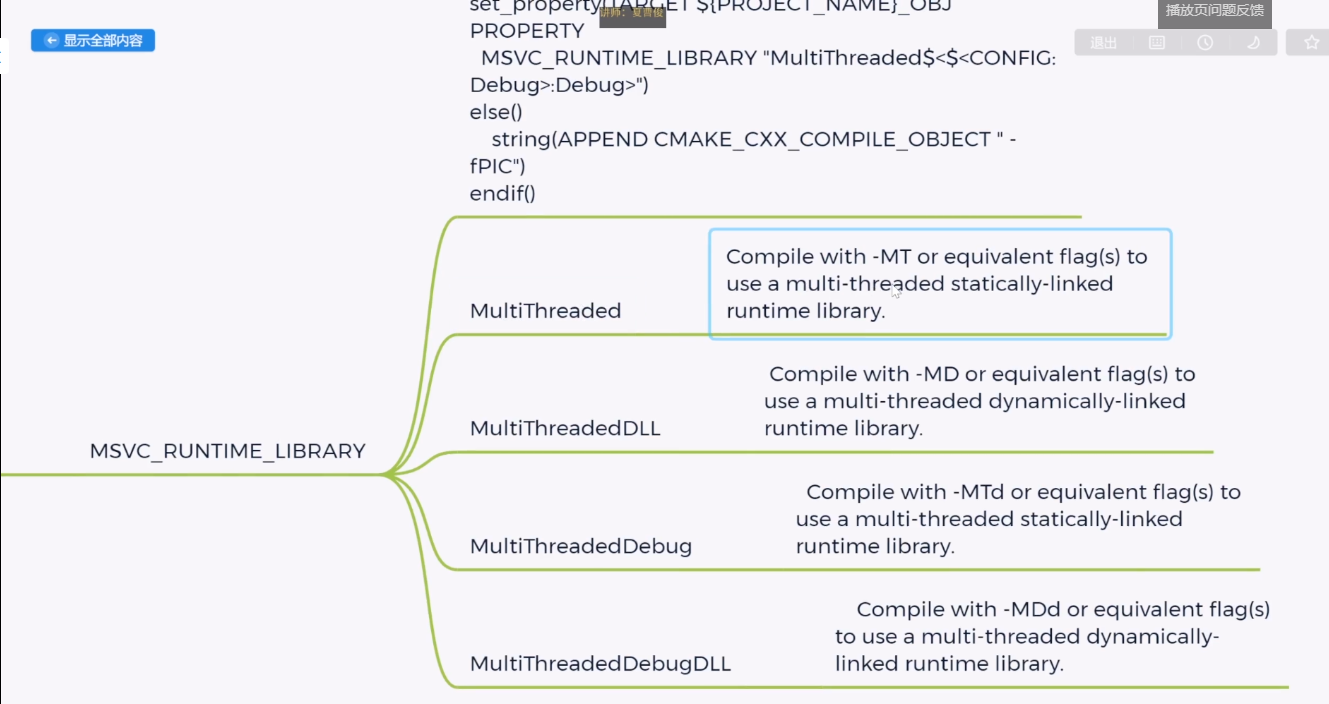 set_property(TARGET ${PROJECT_NAME}_OBJ
讲师：夏曹俊
播放页问题反馈
显示全部内容
PROPERTY
退出
MSVC_RUNTIME_LIBRARY "MultiThreaded$<$<CONFIG:
Debug>:Debug>")
else()
string(APPEND CMAKE_CXX_COMPILE_OBJECT " -
fPIC")
endif()
MSVC_RUNTIME_LIBRARY
MultiThreaded
Compile with -MT or equivalent flag(s) to
use a multi-threaded statically-linked
runtime library.
MultiThreadedDLL
Compile with -MD or equivalent flag(s) to
use a multi-threaded dynamically-linked
runtime library.
MultiThreadedDebug
Compile with -MTd or equivalent flag(s) to
use a multi-threaded statically-linked
runtime library.
MultiThreadedDebugDLL
Compile with -MDd or equivalent flag(s)
to use a multi-threaded dynamically-
linked runtime library.